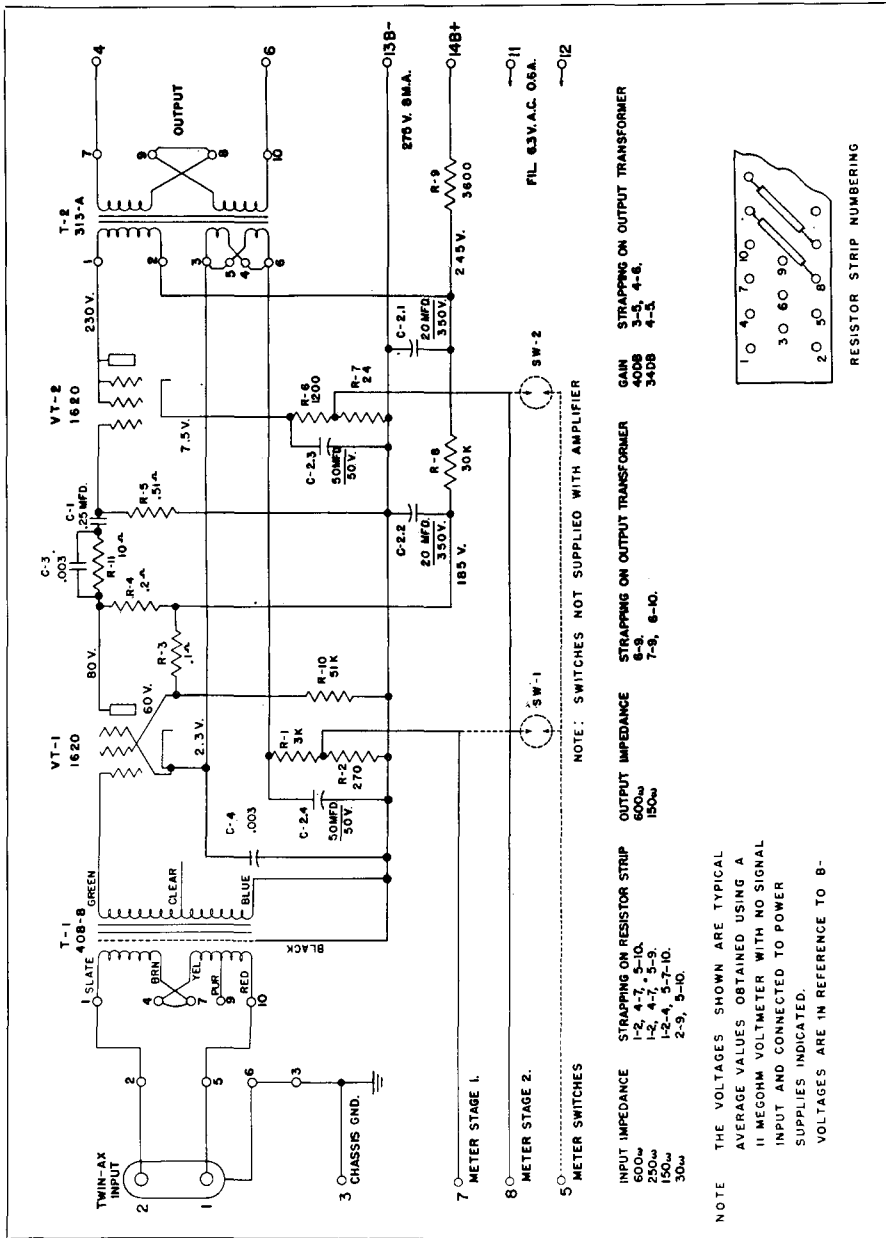 TWIN-AX
INPUT
2
1
2
5
6
3
3
CHASSIS GND.
T-1
408-8
1
SLATE
BRN
4
YEL
7
PUR
9
RED
10
GREEN
CLEAR
BLUE
BLACK
C-4
.003
VT-1
1620
80 V.
60 V.
2.3 V.
C-2.4
50 MFD.
50 V.
R-1
3K
R-2
270
R-10
51 K
R-3
R-4
C-3
.003
R-11
C-1
.25 MFD.
R-5
VT-2
1620
230 V.
7.5 V.
C-2.3
50 MFD
50 V.
R-6
1200
R-7
24
C-2.2
20 MFD.
350 V.
185 V.
R-8
30 K
C-2.1
20 MFD.
350 V.
245 V.
R-9
3600
T-2
313-A
1
2
3
5
4
6
7
9
8
10
OUTPUT
4
6
13B-
275 V. 8 M.A.
14B+
11
FIL 6.3 V. A.C. 0.6 A.
12
SW-1
SW-2
7 METER STAGE 1.
8 METER STAGE 2.
5 METER SWITCHES
NOTE: SWITCHES NOT SUPPLIED WITH AMPLIFIER
INPUT IMPEDANCE STRAPPING ON RESISTOR STRIP
600ω 1-2, 4-7, 5-10.
250ω 1-2, 4-7, 5-9.
150ω 1-2-4, 5-7-10.
30ω 2-9, 5-10.
OUTPUT IMPEDANCE STRAPPING ON OUTPUT TRANSFORMER
600ω 8-9.
150ω 7-9, 8-10.
GAIN STRAPPING ON OUTPUT TRANSFORMER
40DB 3-5, 4-6.
34DB 4-5.
NOTE THE VOLTAGES SHOWN ARE TYPICAL
AVERAGE VALUES OBTAINED USING A
11 MEGOHM VOLTMETER WITH NO SIGNAL
INPUT AND CONNECTED TO POWER
SUPPLIES INDICATED.
VOLTAGES ARE IN REFERENCE TO B-
1 4 7 10
3 6 9
2 5 8
RESISTOR STRIP NUMBERING